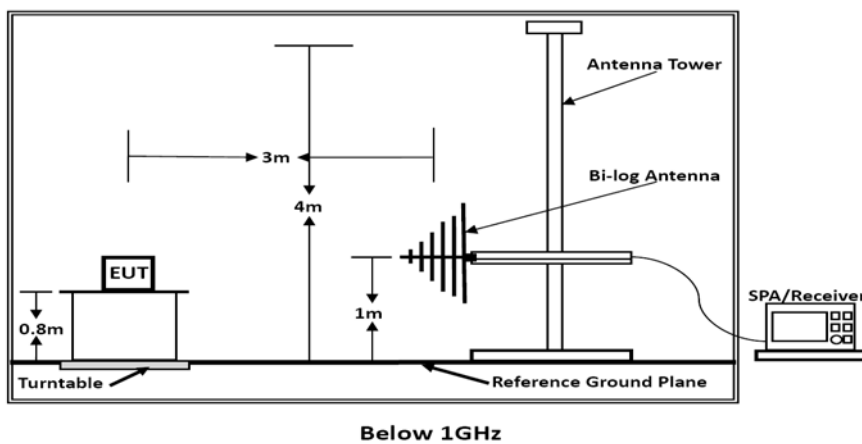 Antenna Tower
3m
Bi-log Antenna
4m
EUT
SPA/Receiver
0.8m
1m
Turntable
Reference Ground Plane
Below 1GHz